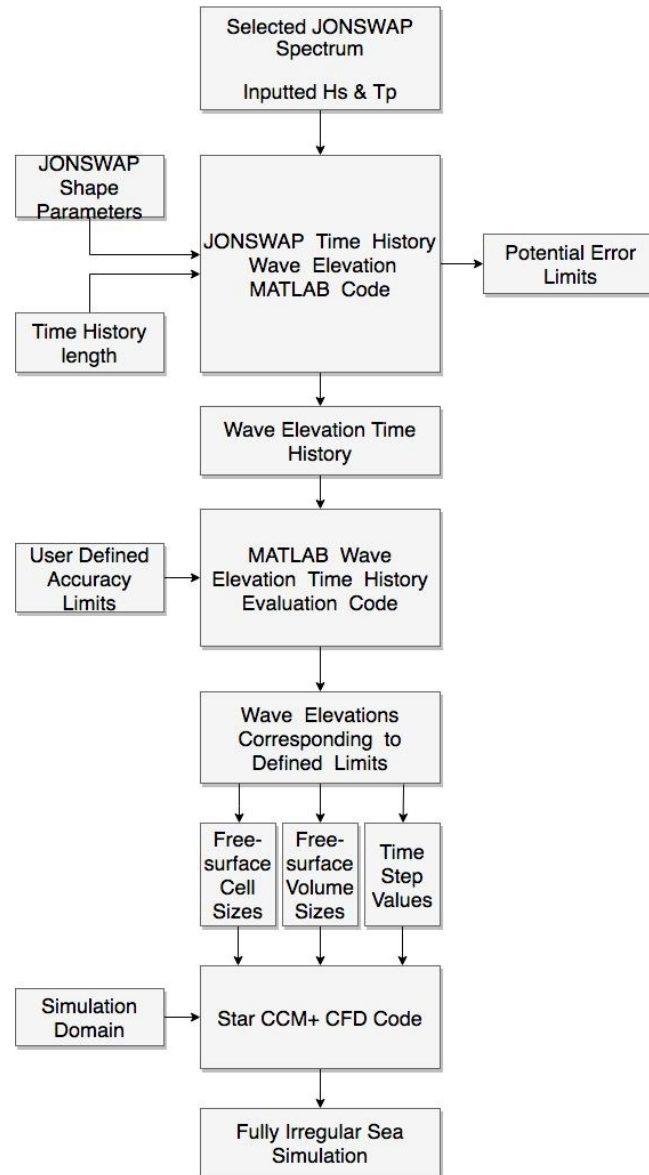 Selected JONSWAP
Spectrum
Inputted Hs & Tp
JONSWAP
Shape
Parameters
JONSWAP Time History
Wave Elevation
MATLAB Code
Potential Error
Limits
Time History
length
Wave Elevation Time
History
User Defined
Accuracy
Limits
MATLAB Wave
Elevation Time History
Evaluation Code
Wave Elevations
Corresponding to
Defined Limits
Free-
surface
Cell
Sizes
Free-
surface
Volume
Sizes
Time
Step
Values
Simulation
Domain
Star CCM+ CFD Code
Fully Irregular Sea
Simulation